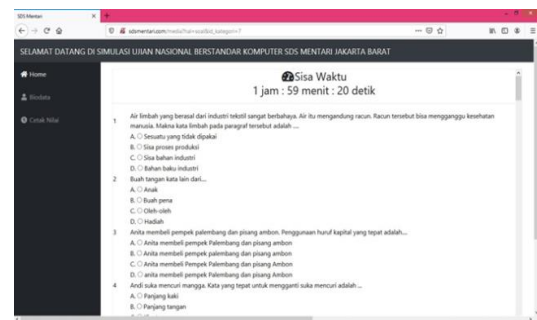 SDS Mentari
sdsmentari.com/media/?hal=soal&id_kategori=7
SELAMAT DATANG DI SIMULASI UJIAN NASIONAL BERSTANDAR KOMPUTER SDS MENTARI JAKARTA BARAT
Home
Biodata
Cetak Nilai
Sisa Waktu
1 jam : 59 menit : 20 detik
1 Air limbah yang berasal dari industri tekstil sangat berbahaya. Air itu mengandung racun. Racun tersebut bisa mengganggu kesehatan
manusia. Makna kata limbah pada paragraf tersebut adalah ....
A. Sesuatu yang tidak dipakai
B. Sisa proses produksi
C. Sisa bahan industri
D. Bahan baku industri
2 Buah tangan kata lain dari...
A. Anak
B. Buah pena
C. Oleh-oleh
D. Hadiah
3 Anita membeli pempek palembang dan pisang ambon. Penggunaan huruf kapital yang tepat adalah...
A. Anita membeli pempek Palembang dan pisang ambon
B. Anita membeli pempek Palembang dan pisang Ambon
C. Anita membeli Pempek Palembang dan pisang Ambon
D. anita membeli pempek Palembang dan pisang Ambon
4 Andi suka mencuri mangga. Kata yang tepat untuk mengganti suka mencuri adalah ...
A. Panjang kaki
B. Panjang tangan